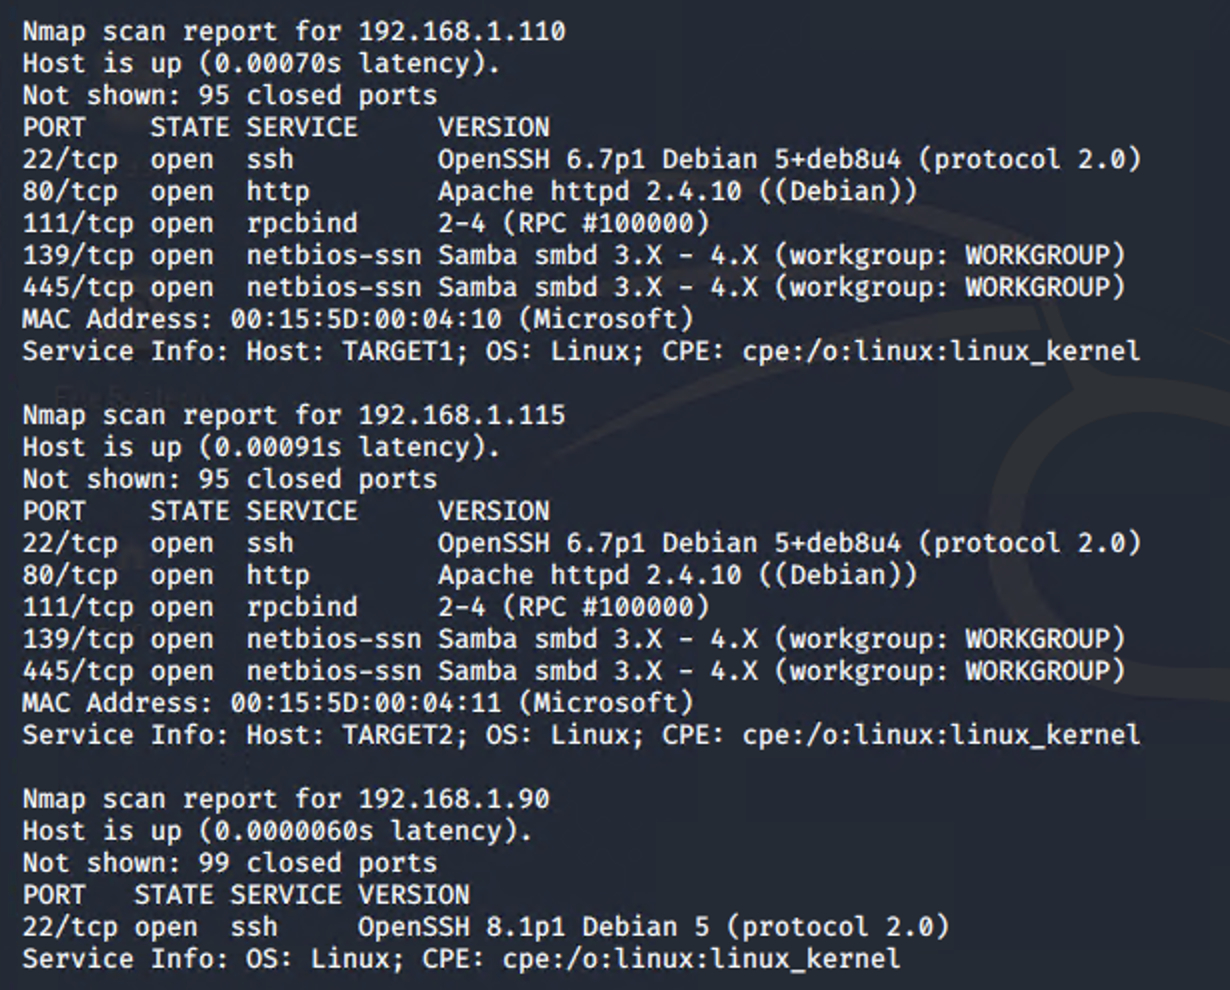 Nmap scan report for 192.168.1.110
Host is up (0.00070s latency).
Not shown: 95 closed ports
PORT    STATE SERVICE     VERSION
22/tcp  open  ssh         OpenSSH 6.7p1 Debian 5+deb8u4 (protocol 2.0)
80/tcp  open  http        Apache httpd 2.4.10 ((Debian))
111/tcp open  rpcbind     2-4 (RPC #100000)
139/tcp open  netbios-ssn Samba smbd 3.X - 4.X (workgroup: WORKGROUP)
445/tcp open  netbios-ssn Samba smbd 3.X - 4.X (workgroup: WORKGROUP)
MAC Address: 00:15:5D:00:04:10 (Microsoft)
Service Info: Host: TARGET1; OS: Linux; CPE: cpe:/o:linux:linux_kernel

Nmap scan report for 192.168.1.115
Host is up (0.00091s latency).
Not shown: 95 closed ports
PORT    STATE SERVICE     VERSION
22/tcp  open  ssh         OpenSSH 6.7p1 Debian 5+deb8u4 (protocol 2.0)
80/tcp  open  http        Apache httpd 2.4.10 ((Debian))
111/tcp open  rpcbind     2-4 (RPC #100000)
139/tcp open  netbios-ssn Samba smbd 3.X - 4.X (workgroup: WORKGROUP)
445/tcp open  netbios-ssn Samba smbd 3.X - 4.X (workgroup: WORKGROUP)
MAC Address: 00:15:5D:00:04:11 (Microsoft)
Service Info: Host: TARGET2; OS: Linux; CPE: cpe:/o:linux:linux_kernel

Nmap scan report for 192.168.1.90
Host is up (0.0000060s latency).
Not shown: 99 closed ports
PORT   STATE SERVICE VERSION
22/tcp open  ssh     OpenSSH 8.1p1 Debian 5 (protocol 2.0)
Service Info: OS: Linux; CPE: cpe:/o:linux:linux_kernel